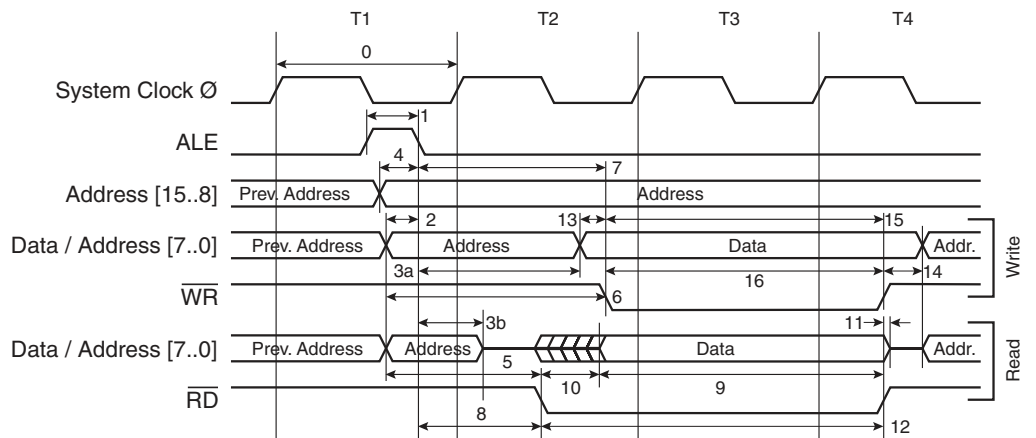 T1 T2 T3 T4
0
System Clock Ø
1
ALE
4 7
Address [15..8] Prev. Address Address
2 13 15
Data / Address [7..0] Prev. Address Address Data Addr.
3a 16 14
WR 6
Write
3b 11
Data / Address [7..0] Prev. Address Address Data Addr.
5 10 9
RD
8 12
Read